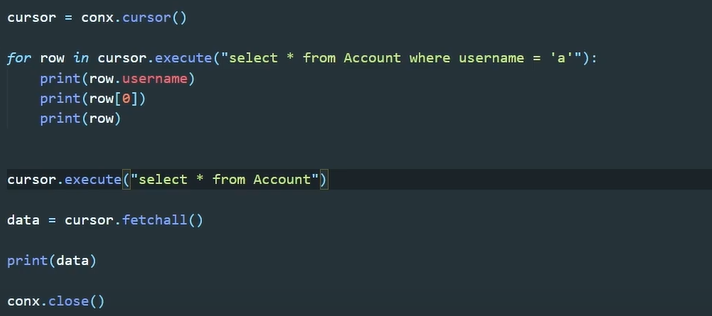 cursor = conx.cursor()
for row in cursor.execute("select * from Account where username = 'a'"):
    print(row.username)
    print(row[0])
    print(row)
cursor.execute("select * from Account")
data = cursor.fetchall()
print(data)
conx.close()